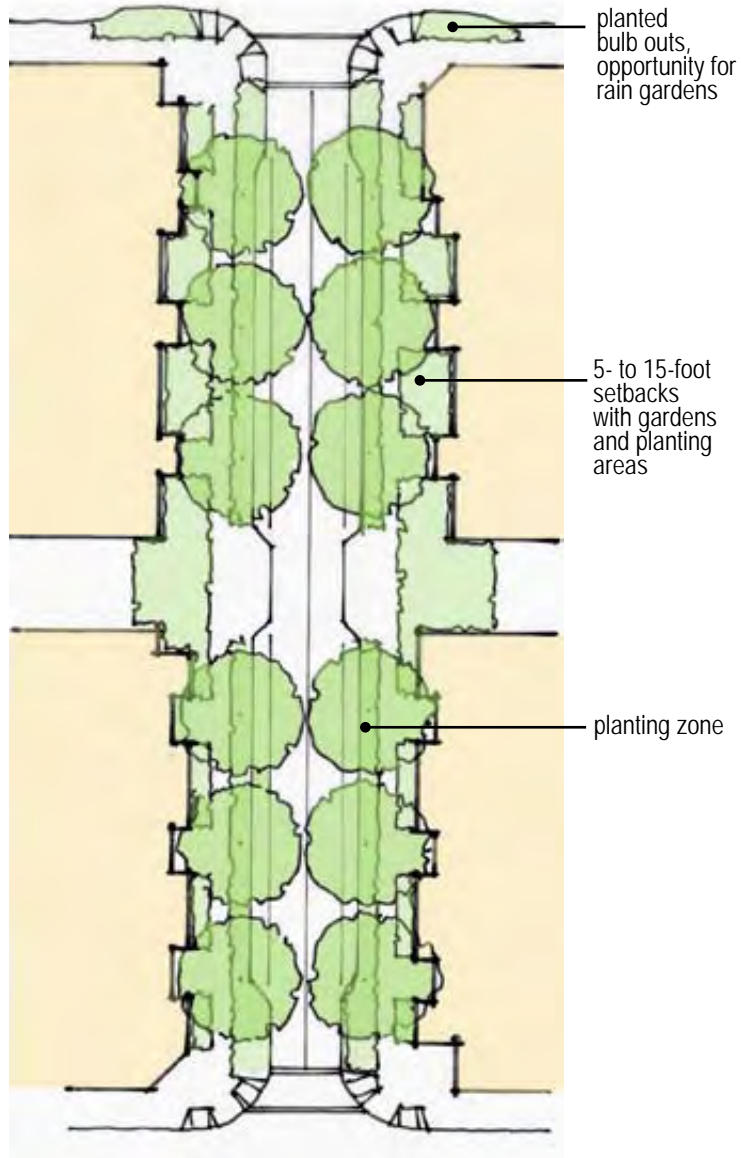 planted
bulb outs,
opportunity for
rain gardens
5- to 15-foot
setbacks
with gardens
and planting
areas
planting zone